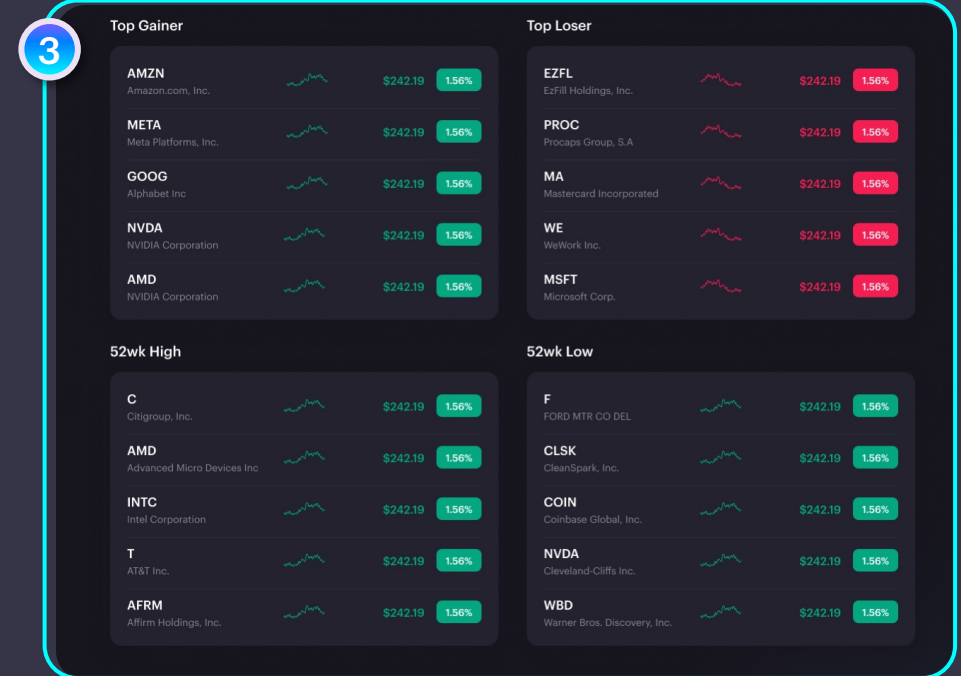 3
Top Gainer
AMZN
Amazon.com, Inc.
$242.19 1.56%
META
Meta Platforms, Inc.
$242.19 1.56%
GOOG
Alphabet Inc
$242.19 1.56%
NVDA
NVIDIA Corporation
$242.19 1.56%
AMD
NVIDIA Corporation
$242.19 1.56%
Top Loser
EZFL
EzFill Holdings, Inc.
$242.19 1.56%
PROC
Procaps Group, S.A
$242.19 1.56%
MA
Mastercard Incorporated
$242.19 1.56%
WE
WeWork Inc.
$242.19 1.56%
MSFT
Microsoft Corp.
$242.19 1.56%
52wk High
C
Citigroup, Inc.
$242.19 1.56%
AMD
Advanced Micro Devices Inc
$242.19 1.56%
INTC
Intel Corporation
$242.19 1.56%
T
AT&T Inc.
$242.19 1.56%
AFRM
Affirm Holdings, Inc.
$242.19 1.56%
52wk Low
F
FORD MTR CO DEL
$242.19 1.56%
CLSK
CleanSpark, Inc.
$242.19 1.56%
COIN
Coinbase Global, Inc.
$242.19 1.56%
NVDA
Cleveland-Cliffs Inc.
$242.19 1.56%
WBD
Warner Bros. Discovery, Inc.
$242.19 1.56%